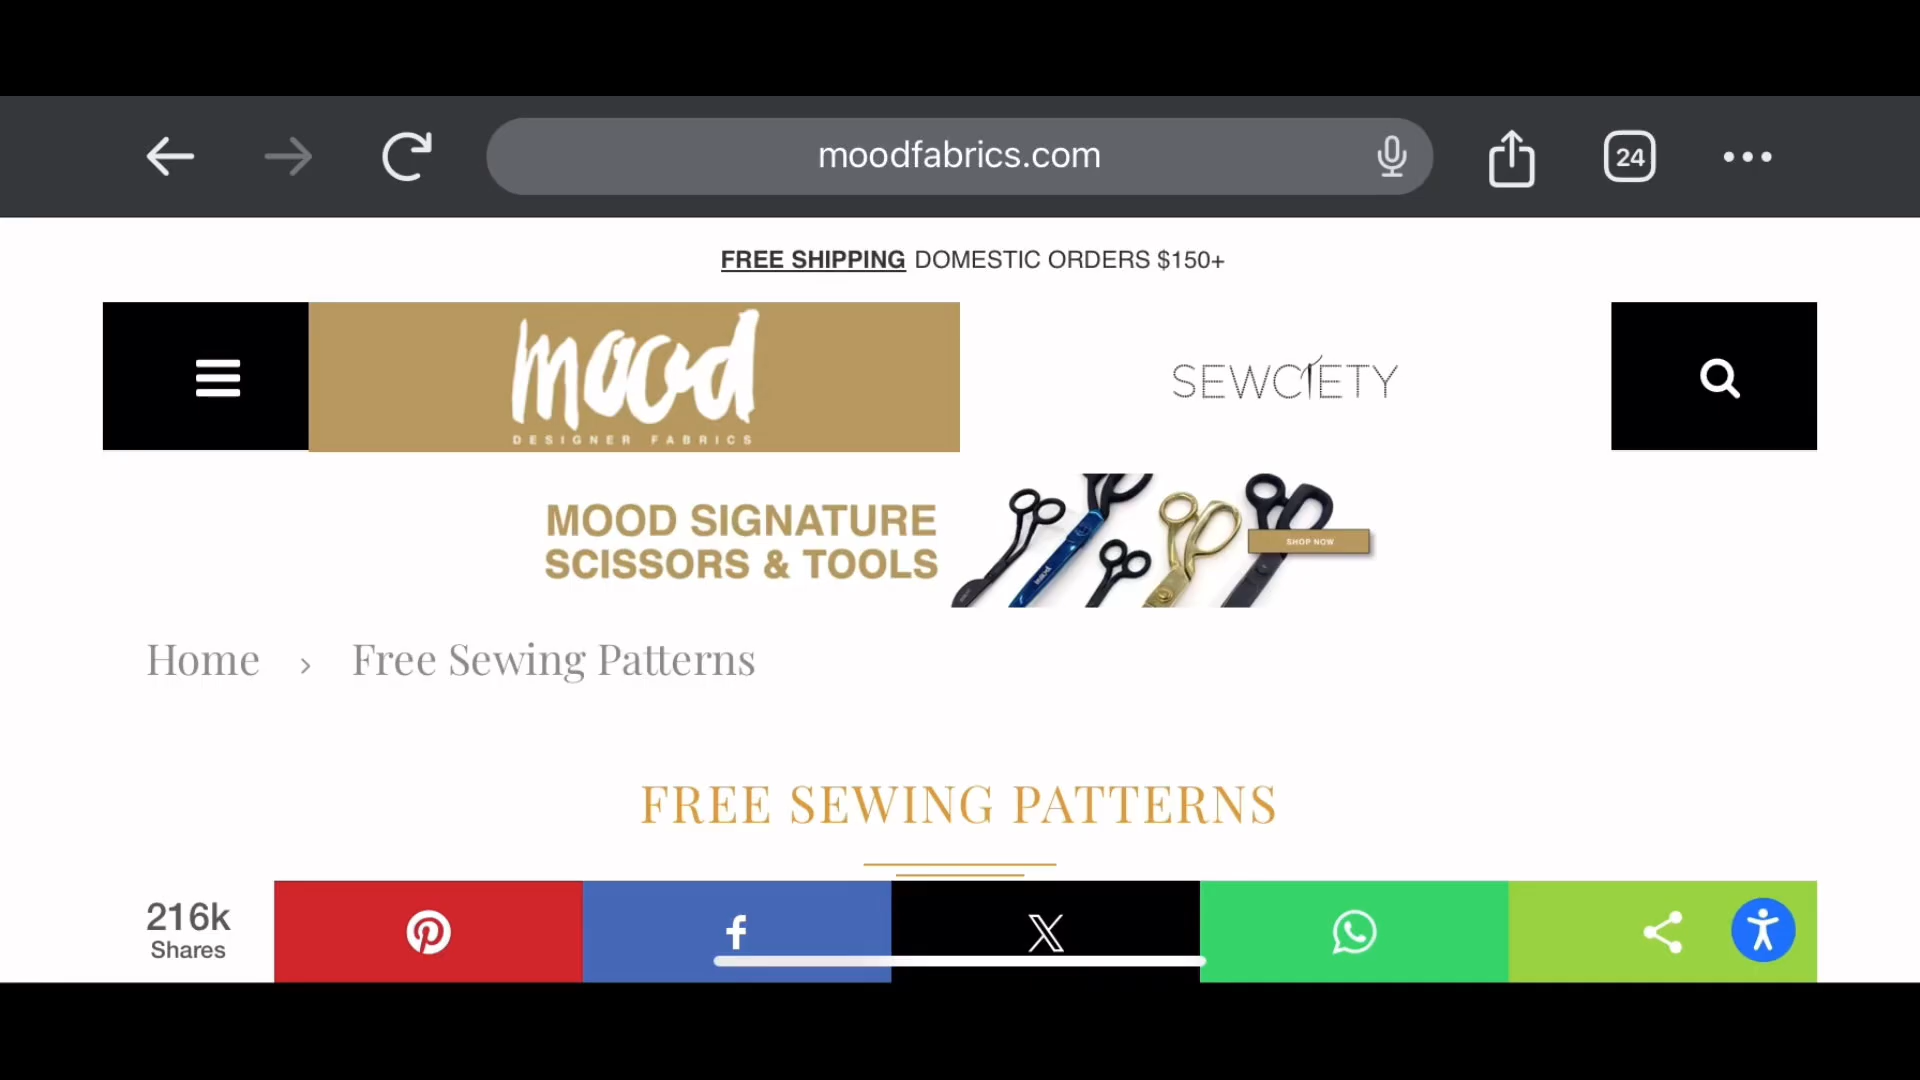 moodfabrics.com
24
FREE SHIPPING DOMESTIC ORDERS $150+
mood
DESIGNER FABRICS
SEWCIETY
MOOD SIGNATURE
SCISSORS & TOOLS
mood
SHOP NOW
Home › Free Sewing Patterns
FREE SEWING PATTERNS
216k
Shares